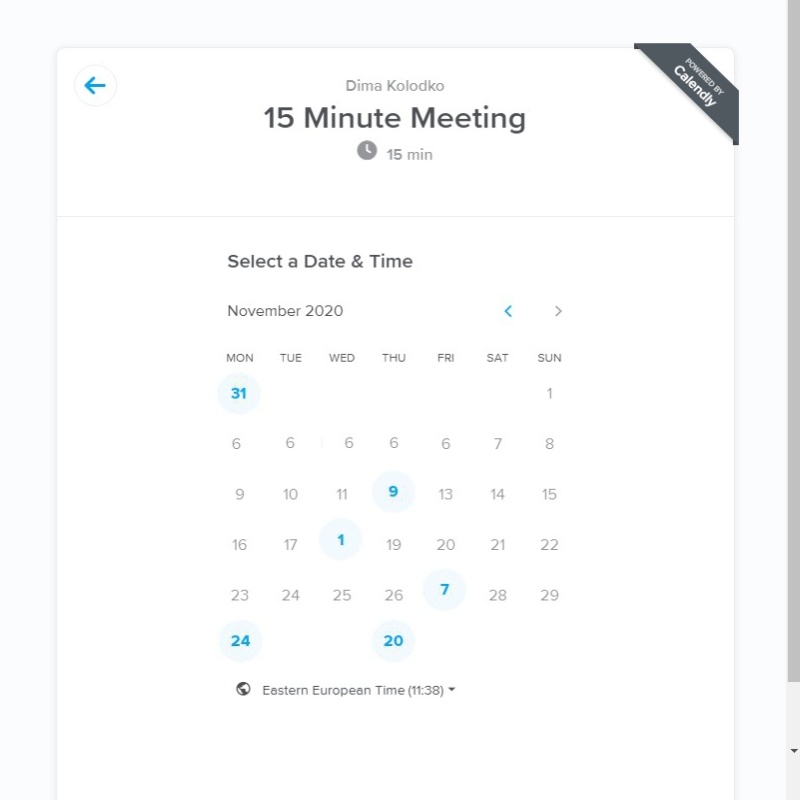 POWERED BY
Calendly
Dima Kolodko
15 Minute Meeting
15 min
Select a Date & Time
November 2020
MON TUE WED THU FRI SAT SUN
31 1
6 6 6 6 6 7 8
9 10 11 9 13 14 15
16 17 1 19 20 21 22
23 24 25 26 7 28 29
24 20
Eastern European Time (11:38)